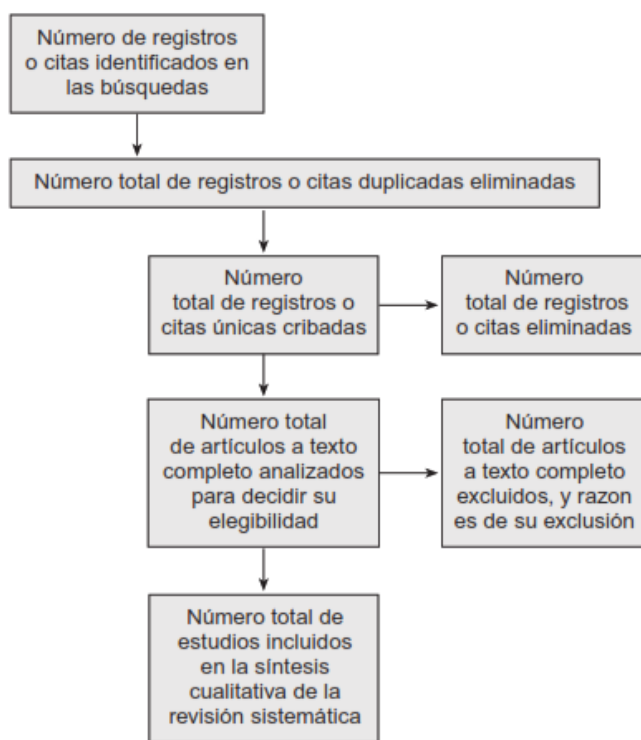 Número de registros
o citas identificados en
las búsquedas
Número total de registros o citas duplicadas eliminadas
Número
total de registros o
citas únicas cribadas
Número
total de registros
o citas eliminadas
Número total
de artículos a texto
completo analizados
para decidir su
elegibilidad
Número
total de artículos
a texto completo
excluidos, y razon
es de su exclusión
Número total de
estudios incluidos
en la síntesis
cualitativa de la
revisión sistemática